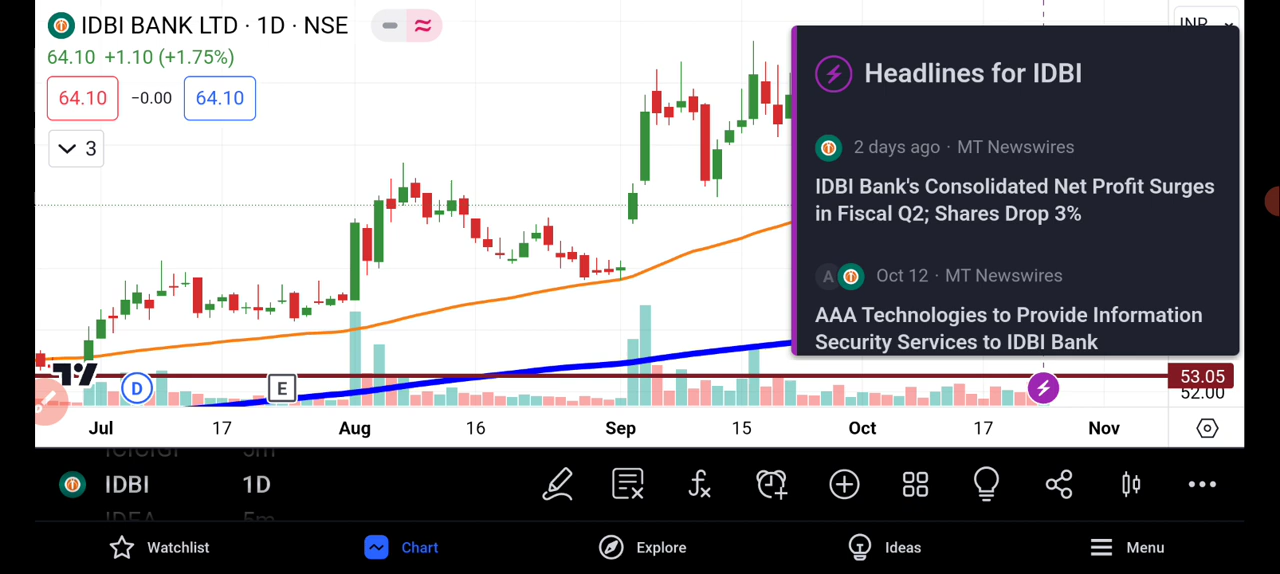 IDBI BANK LTD · 1D · NSE
64.10 +1.10 (+1.75%)
64.10 −0.00 64.10
3
INR
Headlines for IDBI
2 days ago · MT Newswires
IDBI Bank's Consolidated Net Profit Surges
in Fiscal Q2; Shares Drop 3%
A Oct 12 · MT Newswires
AAA Technologies to Provide Information
Security Services to IDBI Bank
D
E
53.05
52.00
Jul 17 Aug 16 Sep 15 Oct 17 Nov
IDBI 1D
IDEA 5m
Watchlist Chart Explore Ideas Menu